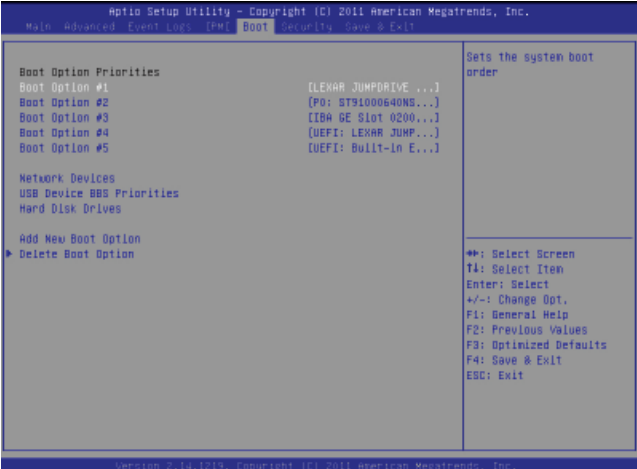 Aptio Setup Utility – Copyright (C) 2011 American Megatrends, Inc.
Main Advanced Event Logs IPMI Boot Security Save & Exit
Boot Option Priorities
Boot Option #1 [LEXAR JUMPDRIVE ...]
Boot Option #2 [P0: ST91000640NS...]
Boot Option #3 [IBA GE Slot 0200...]
Boot Option #4 [UEFI: LEXAR JUMP...]
Boot Option #5 [UEFI: Built-in E...]
Network Devices
USB Device BBS Priorities
Hard Disk Drives
Add New Boot Option
▶ Delete Boot Option
Sets the system boot
order
→←: Select Screen
↑↓: Select Item
Enter: Select
+/-: Change Opt.
F1: General Help
F2: Previous Values
F3: Optimized Defaults
F4: Save & Exit
ESC: Exit
Version 2.14.1219. Copyright (C) 2011 American Megatrends, Inc.